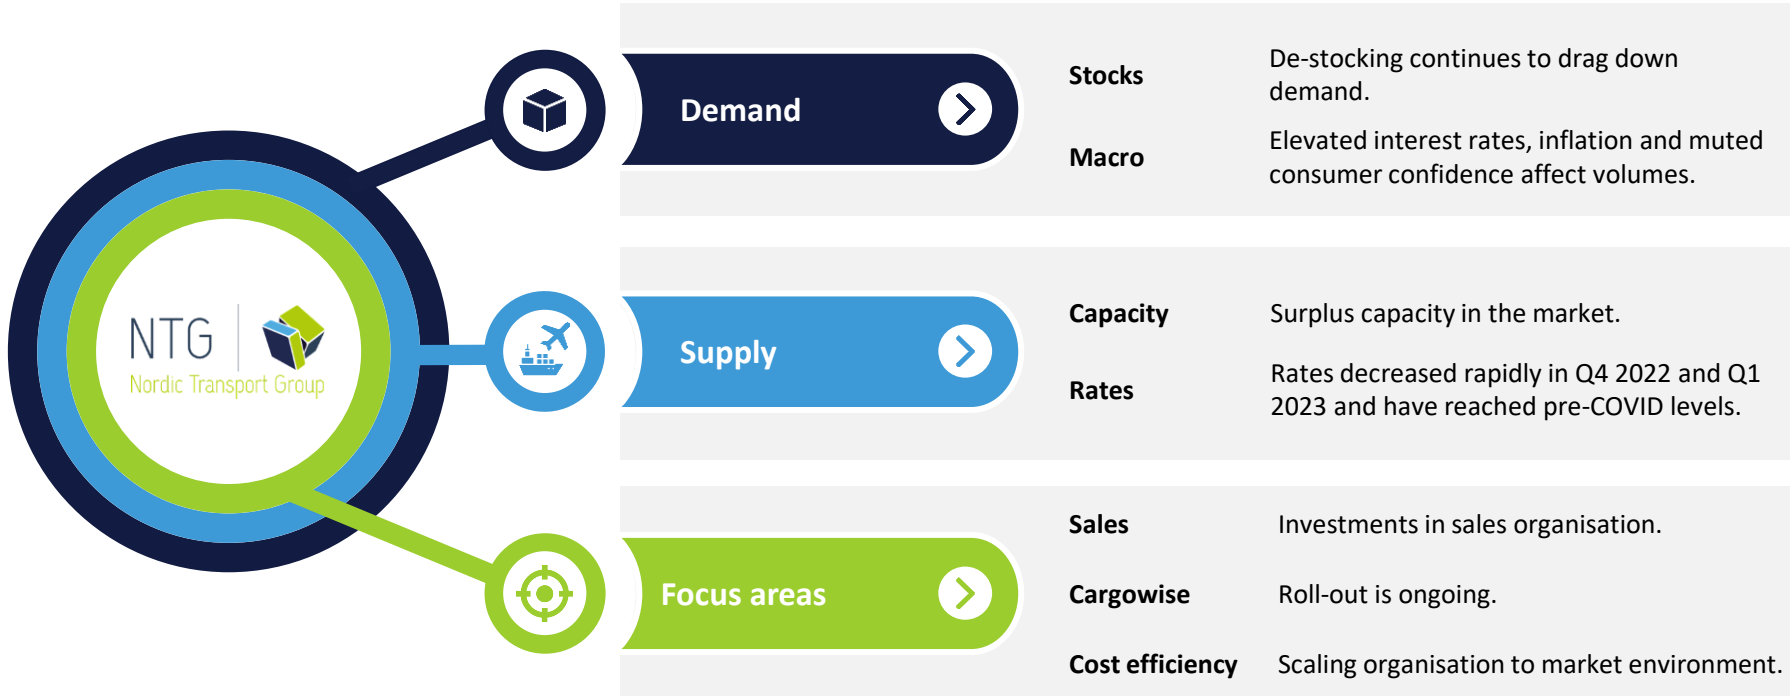 NTG
Nordic Transport Group
Demand
Stocks
De-stocking continues to drag down
demand.
Macro
Elevated interest rates, inflation and muted
consumer confidence affect volumes.
Supply
Capacity
Surplus capacity in the market.
Rates
Rates decreased rapidly in Q4 2022 and Q1
2023 and have reached pre-COVID levels.
Focus areas
Sales
Investments in sales organisation.
Cargowise
Roll-out is ongoing.
Cost efficiency
Scaling organisation to market environment.